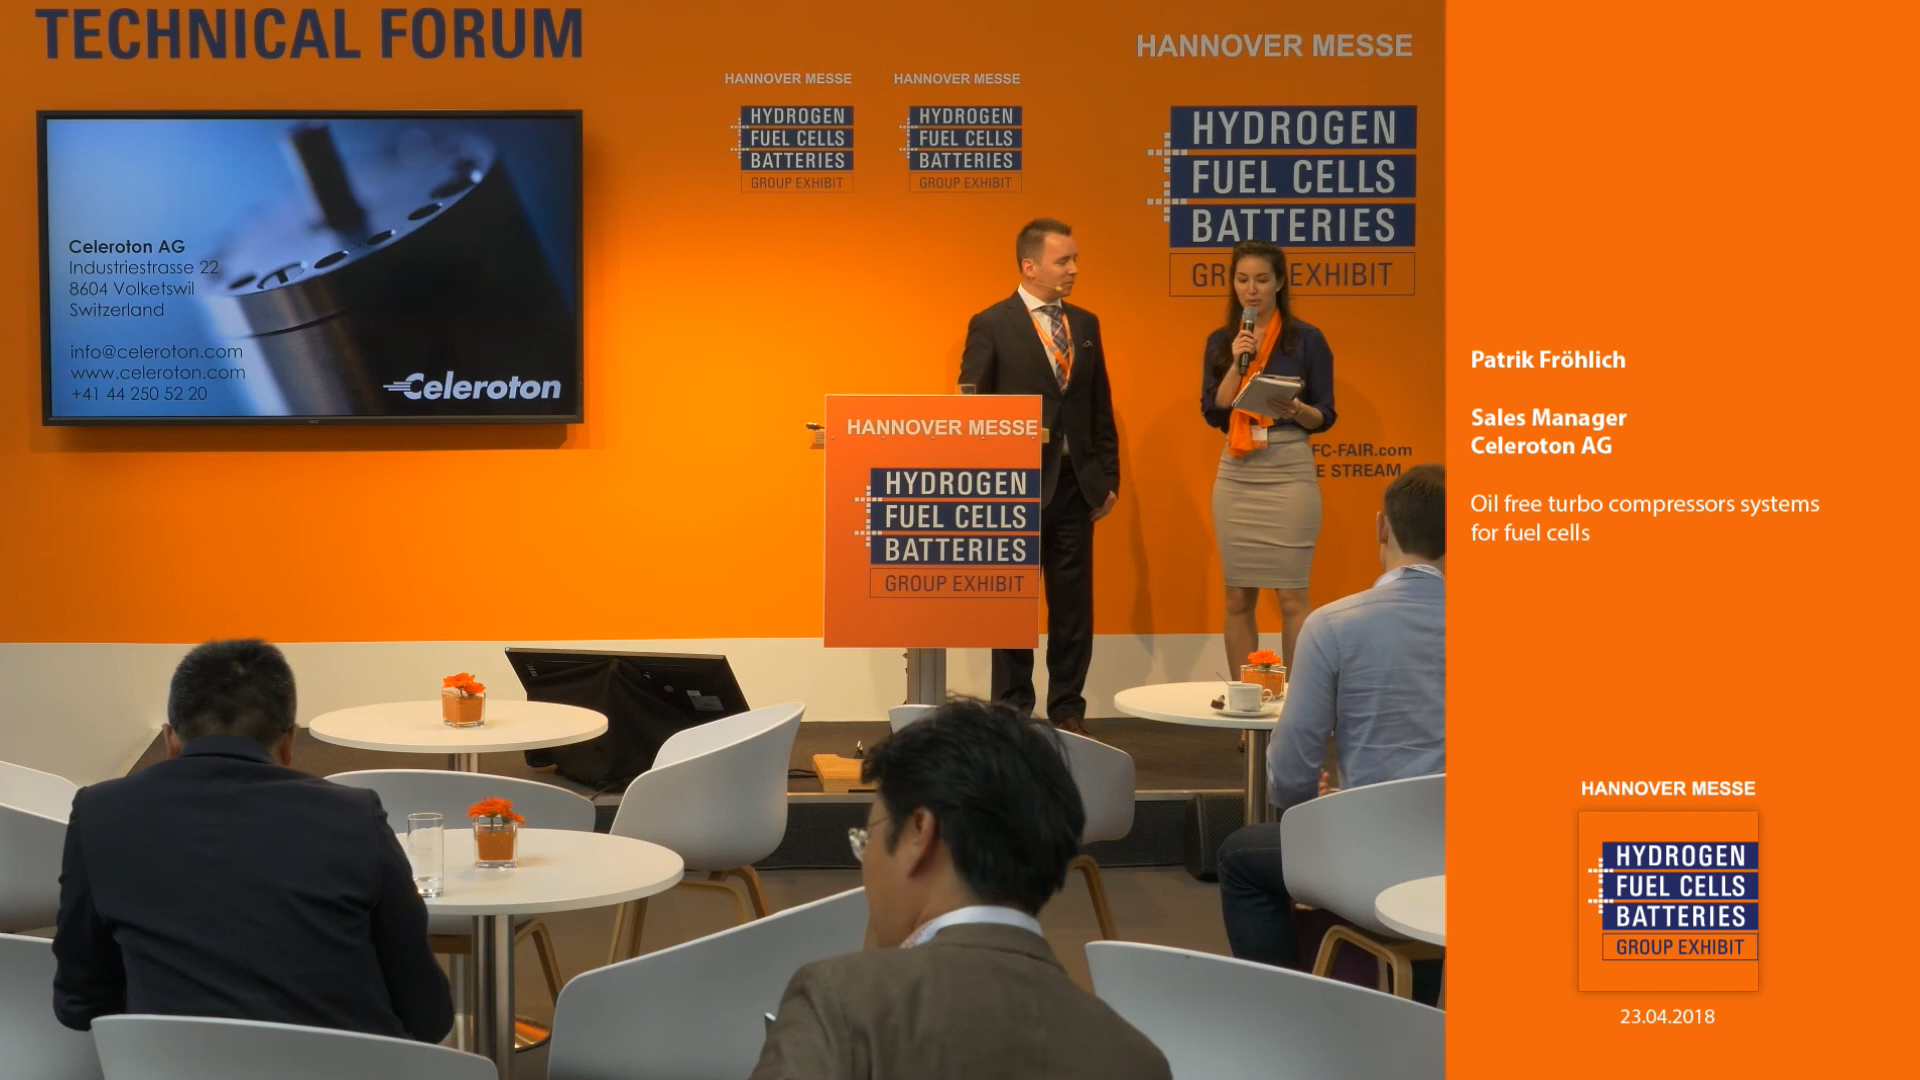 TECHNICAL FORUM
Celeroton AG
Industriestrasse 22
8604 Volketswil
Switzerland
info@celeroton.com
www.celeroton.com
+41 44 250 52 20
Celeroton
HANNOVER MESSE
HYDROGEN
FUEL CELLS
BATTERIES
GROUP EXHIBIT
HANNOVER MESSE
HYDROGEN
FUEL CELLS
BATTERIES
GROUP EXHIBIT
HANNOVER MESSE
HYDROGEN
FUEL CELLS
BATTERIES
GR EXHIBIT
FC-FAIR.com
E STREAM
HANNOVER MESSE
HYDROGEN
FUEL CELLS
BATTERIES
GROUP EXHIBIT
Patrik Fröhlich
Sales Manager
Celeroton AG
Oil free turbo compressors systems
for fuel cells
HANNOVER MESSE
HYDROGEN
FUEL CELLS
BATTERIES
GROUP EXHIBIT
23.04.2018